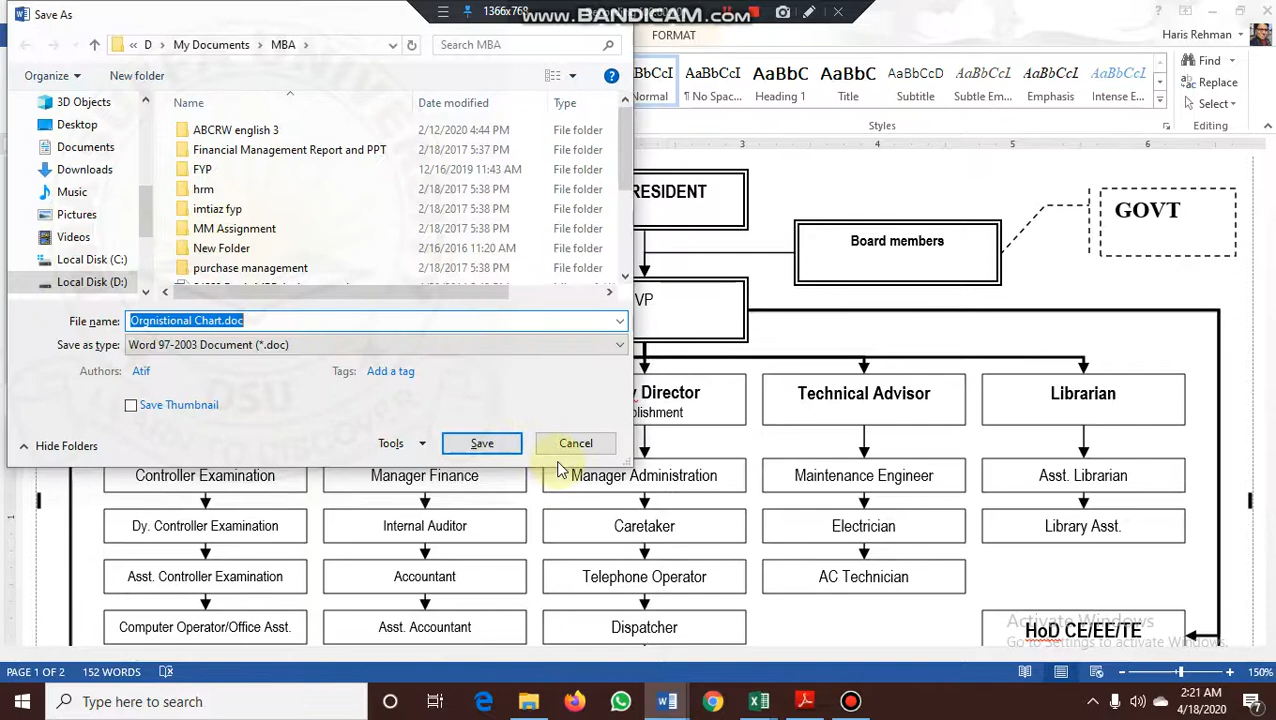 Save As
1366x768
www.BANDICAM.com
D
My Documents
MBA
Search MBA
FORMAT
Haris Rehman
Organize
New folder
3D Objects
Desktop
Documents
Downloads
Music
Pictures
Videos
Local Disk (C:)
Local Disk (D:)
Name
Date modified
Type
ABCRW english 3
2/12/2020 4:44 PM
File folder
Financial Management Report and PPT
2/18/2017 5:37 PM
File folder
FYP
12/16/2019 11:43 AM
File folder
hrm
2/18/2017 5:38 PM
File folder
imtiaz fyp
2/18/2017 5:38 PM
File folder
MM Assignment
2/18/2017 5:38 PM
File folder
New Folder
2/16/2016 11:20 AM
File folder
purchase management
2/18/2017 5:38 PM
File folder
File name:
Orgnistional Chart.doc
Save as type:
Word 97-2003 Document (*.doc)
Authors:
Atif
Tags:
Add a tag
Save Thumbnail
Hide Folders
Tools
Save
Cancel
BbCcI
AaBbCcI
AaBbC
AaBbC
AaBbCcD
AaBbCcI
AaBbCcI
AaBbCcI
Normal
¶ No Spac...
Heading 1
Title
Subtitle
Subtle Em...
Emphasis
Intense E...
Styles
Find
Replace
Select
Editing
3
4
5
6
RESIDENT
Board members
GOVT
VP
Director
blishment
Technical Advisor
Librarian
Controller Examination
Manager Finance
Manager Administration
Maintenance Engineer
Asst. Librarian
Dy. Controller Examination
Internal Auditor
Caretaker
Electrician
Library Asst.
Asst. Controller Examination
Accountant
Telephone Operator
AC Technician
Computer Operator/Office Asst.
Asst. Accountant
Dispatcher
HoD CE/EE/TE
Activate Windows
Go to Settings to activate Windows.
PAGE 1 OF 2
152 WORDS
150%
Type here to search
2:21 AM
4/18/2020
7